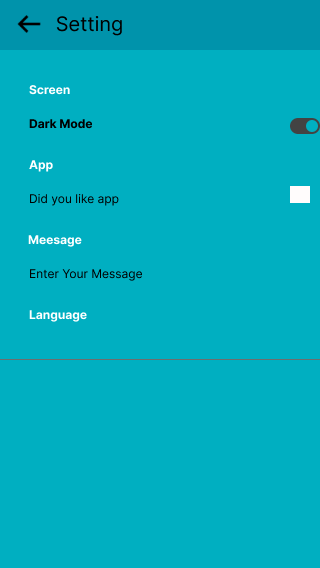 Setting
Screen
Dark Mode
App
Did you like app
Meesage
Enter Your Message
Language